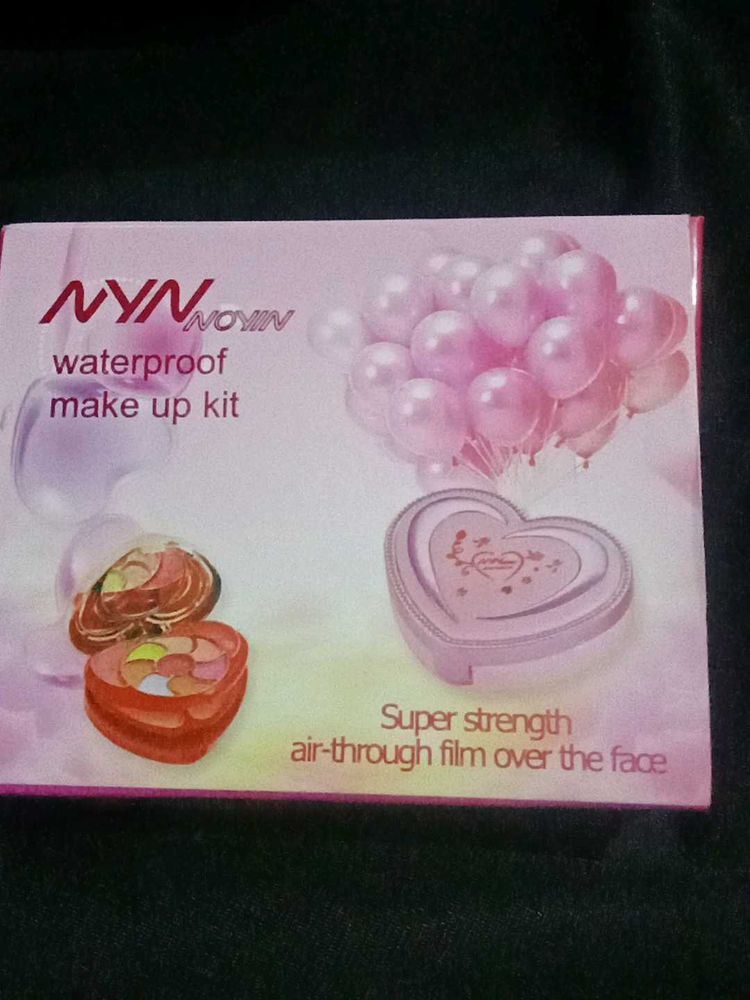 NYN
NOYIN
waterproof
make up kit
Super strength
air-through film over the face